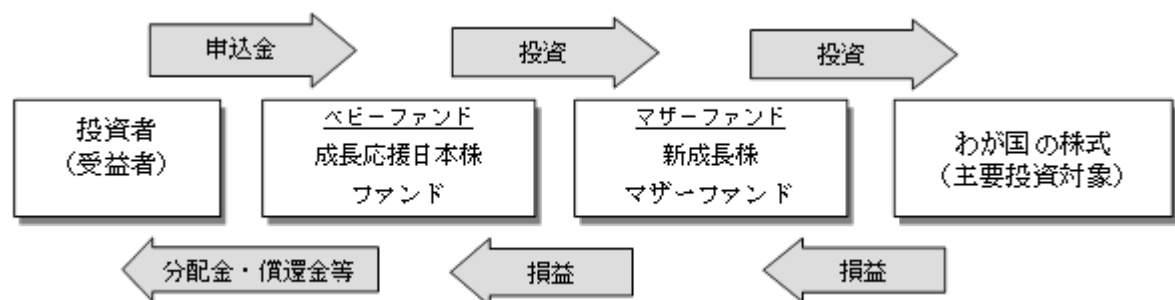 申込金
投資
投資
投資者
(受益者)
ベビーファンド
成長応援日本株
ファンド
マザーファンド
新成長株
マザーファンド
わが国の株式
(主要投資対象)
分配金・償還金等
損益
損益